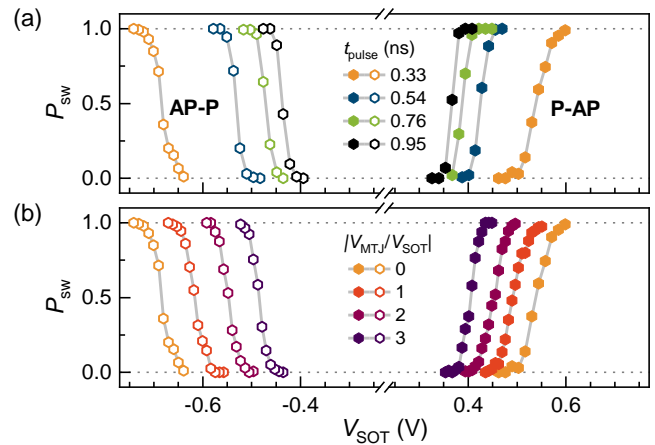 (a)
1.0
0.5
0.0
P_sw
AP-P
t_pulse (ns)
0.33
0.54
0.76
0.95
P-AP
(b)
1.0
0.5
0.0
P_sw
|V_MTJ/V_SOT|
0
1
2
3
-0.6 -0.4 0.4 0.6
V_SOT (V)